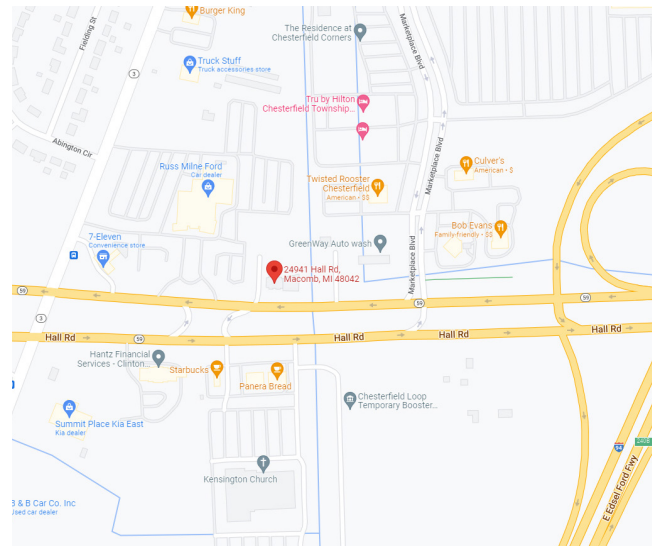 Burger King
The Residence at
Chesterfield Corners
Marketplace Blvd
Fielding St
Truck Stuff
Truck accessories store
3
Tru by Hilton
Chesterfield Township...
Abington Cir
Marketplace Blvd
Culver's
American • $
Russ Milne Ford
Car dealer
Twisted Rooster
Chesterfield
American • $$
Bob Evans
Family-friendly • $$
7-Eleven
Convenience store
GreenWay Auto wash
Marketplace Blvd
24941 Hall Rd,
Macomb, MI 48042
59
59
59
3
Hall Rd
59
Hall Rd
Hall Rd
Hall Rd
Hantz Financial
Services - Clinton...
Starbucks
Panera Bread
Chesterfield Loop
Temporary Booster...
Summit Place Kia East
Kia dealer
240B
94
E Edsel Ford Fwy
Kensington Church
B & B Car Co. Inc
Used car dealer